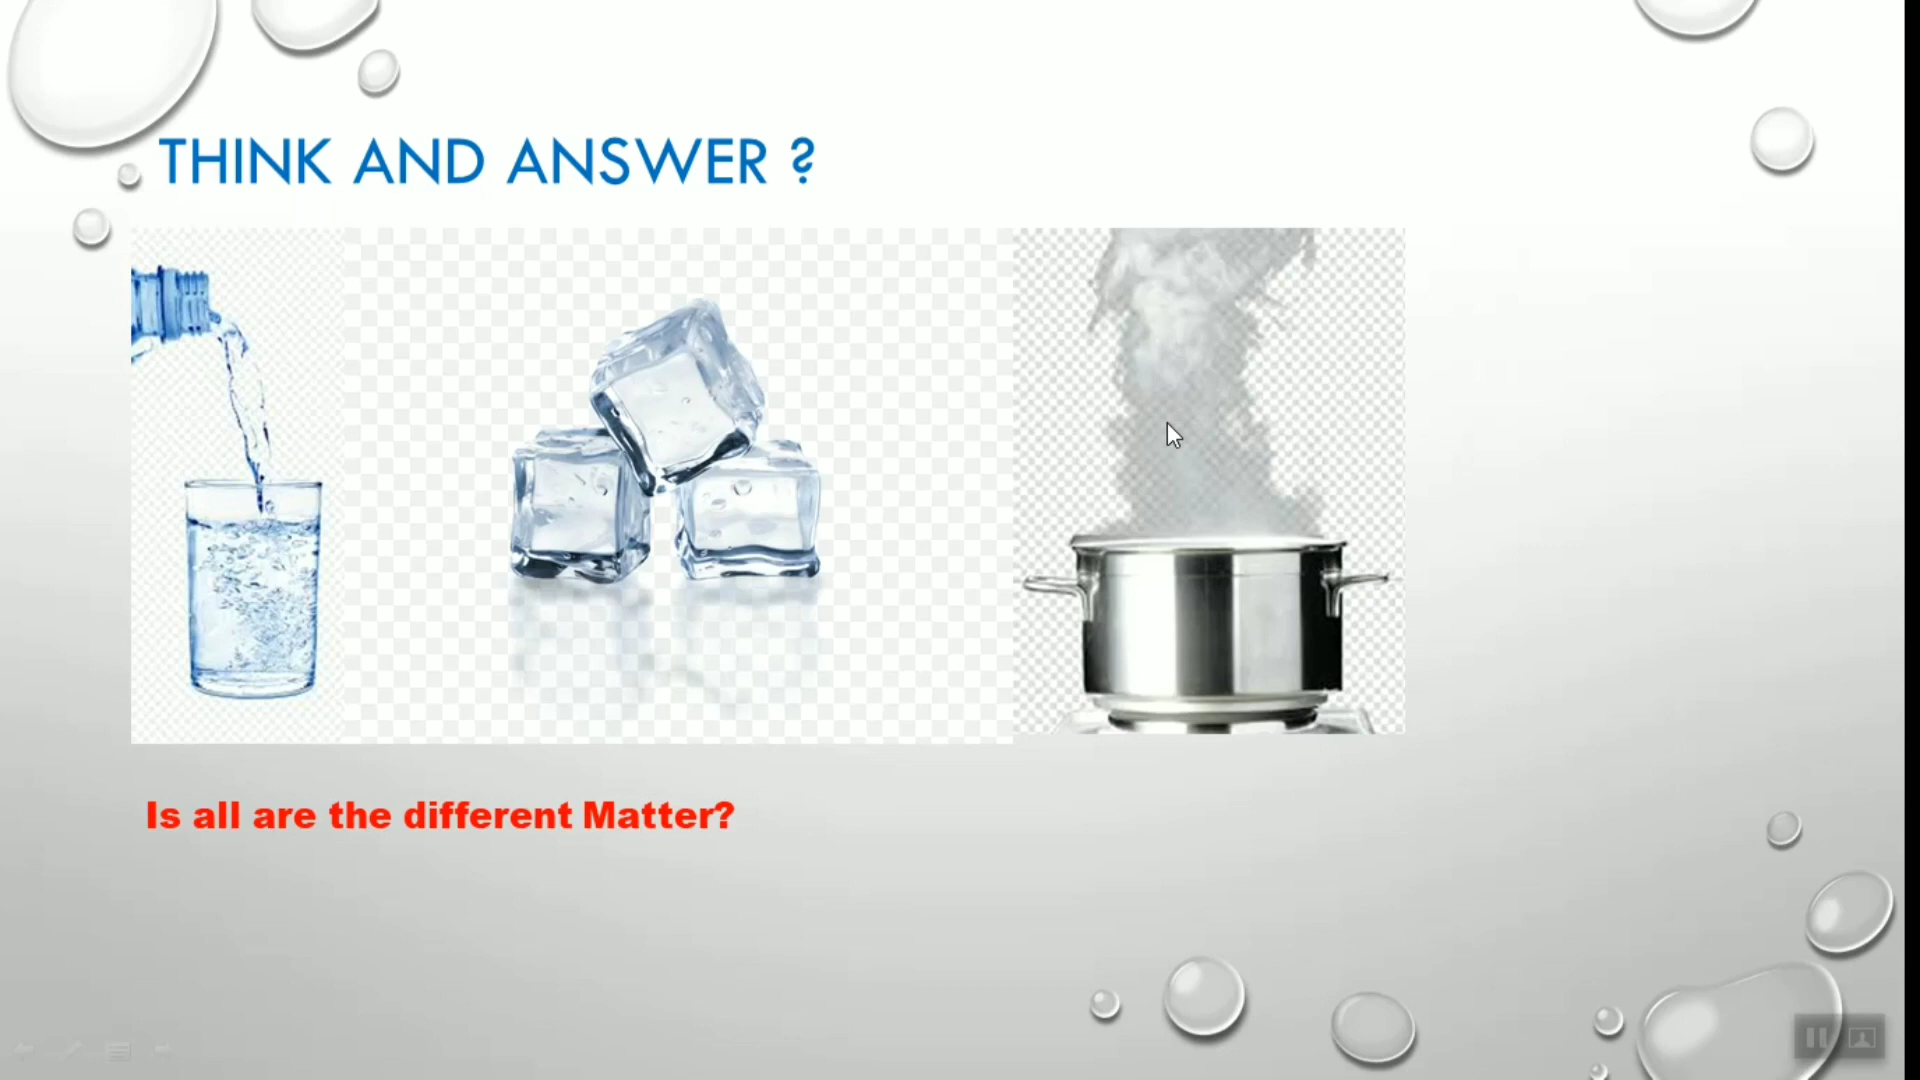 THINK AND ANSWER ?
Is all are the different Matter?